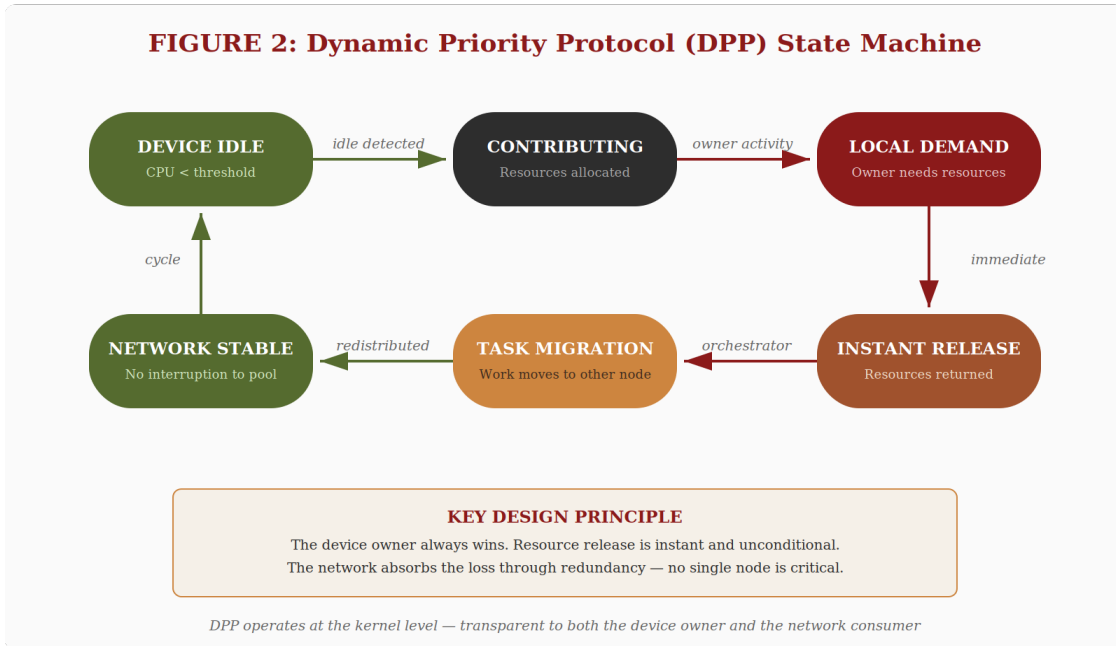 FIGURE 2: Dynamic Priority Protocol (DPP) State Machine
DEVICE IDLE
CPU < threshold
idle detected
CONTRIBUTING
Resources allocated
owner activity
LOCAL DEMAND
Owner needs resources
cycle
immediate
NETWORK STABLE
No interruption to pool
redistributed
TASK MIGRATION
Work moves to other node
orchestrator
INSTANT RELEASE
Resources returned
KEY DESIGN PRINCIPLE
The device owner always wins. Resource release is instant and unconditional.
The network absorbs the loss through redundancy — no single node is critical.
DPP operates at the kernel level — transparent to both the device owner and the network consumer